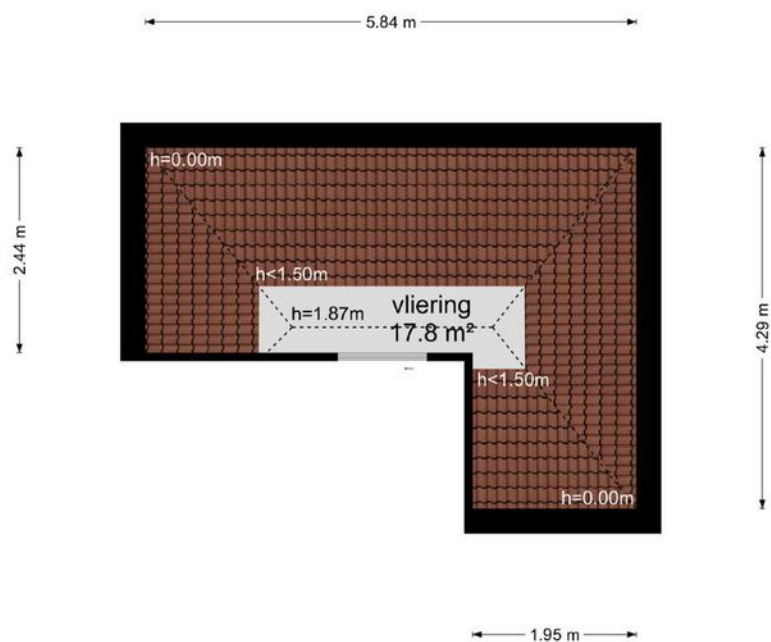 5.84 m
h=0.00m
2.44 m
h<1.50m
h=1.87m
vliering
17.8 m²
4.29 m
h<1.50m
h=0.00m
1.95 m